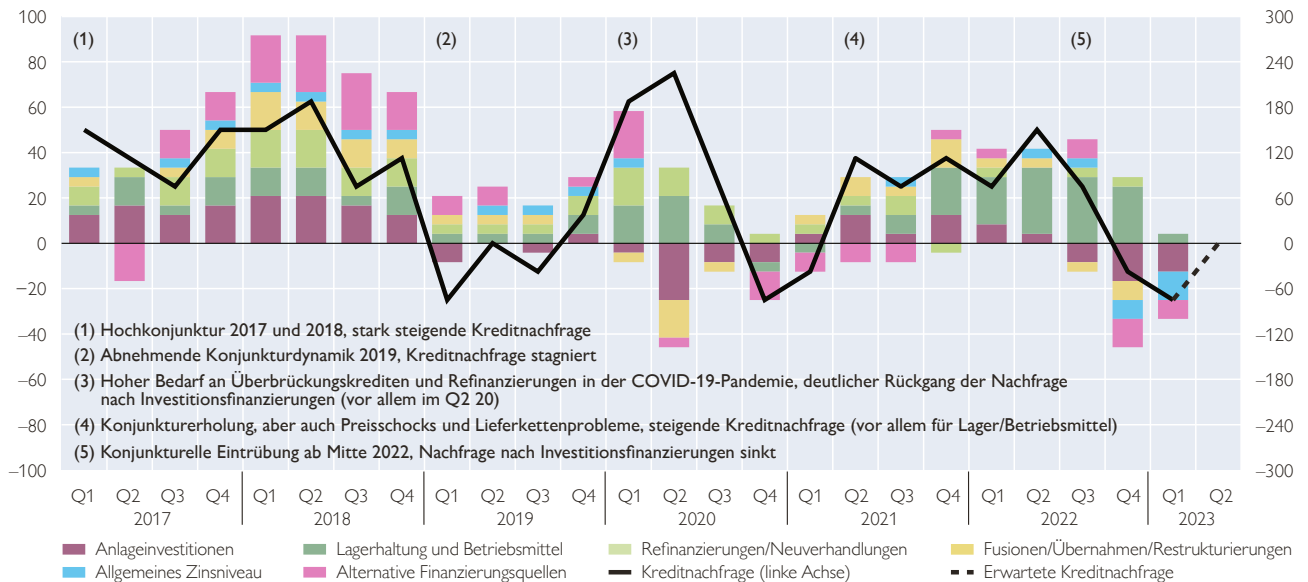 100 300
(1) (2) (3) (4) (5)
80 240
60 180
40 120
20 60
0 0
–20 –60
–40 –120
(1) Hochkonjunktur 2017 und 2018, stark steigende Kreditnachfrage
(2) Abnehmende Konjunkturdynamik 2019, Kreditnachfrage stagniert
–60 –180
(3) Hoher Bedarf an Überbrückungskrediten und Refinanzierungen in der COVID-19-Pandemie, deutlicher Rückgang der Nachfrage
nach Investitionsfinanzierungen (vor allem im Q2 20)
–80 –240
(4) Konjunkturerholung, aber auch Preisschocks und Lieferkettenprobleme, steigende Kreditnachfrage (vor allem für Lager/Betriebsmittel)
(5) Konjunkturelle Eintrübung ab Mitte 2022, Nachfrage nach Investitionsfinanzierungen sinkt
–100 –300
Q1 Q2 Q3 Q4 Q1 Q2 Q3 Q4 Q1 Q2 Q3 Q4 Q1 Q2 Q3 Q4 Q1 Q2 Q3 Q4 Q1 Q2 Q3 Q4 Q1 Q2
2017 2018 2019 2020 2021 2022 2023
Anlageinvestitionen Lagerhaltung und Betriebsmittel Refinanzierungen/Neuverhandlungen Fusionen/Übernahmen/Restrukturierungen
Allgemeines Zinsniveau Alternative Finanzierungsquellen Kreditnachfrage (linke Achse) Erwartete Kreditnachfrage